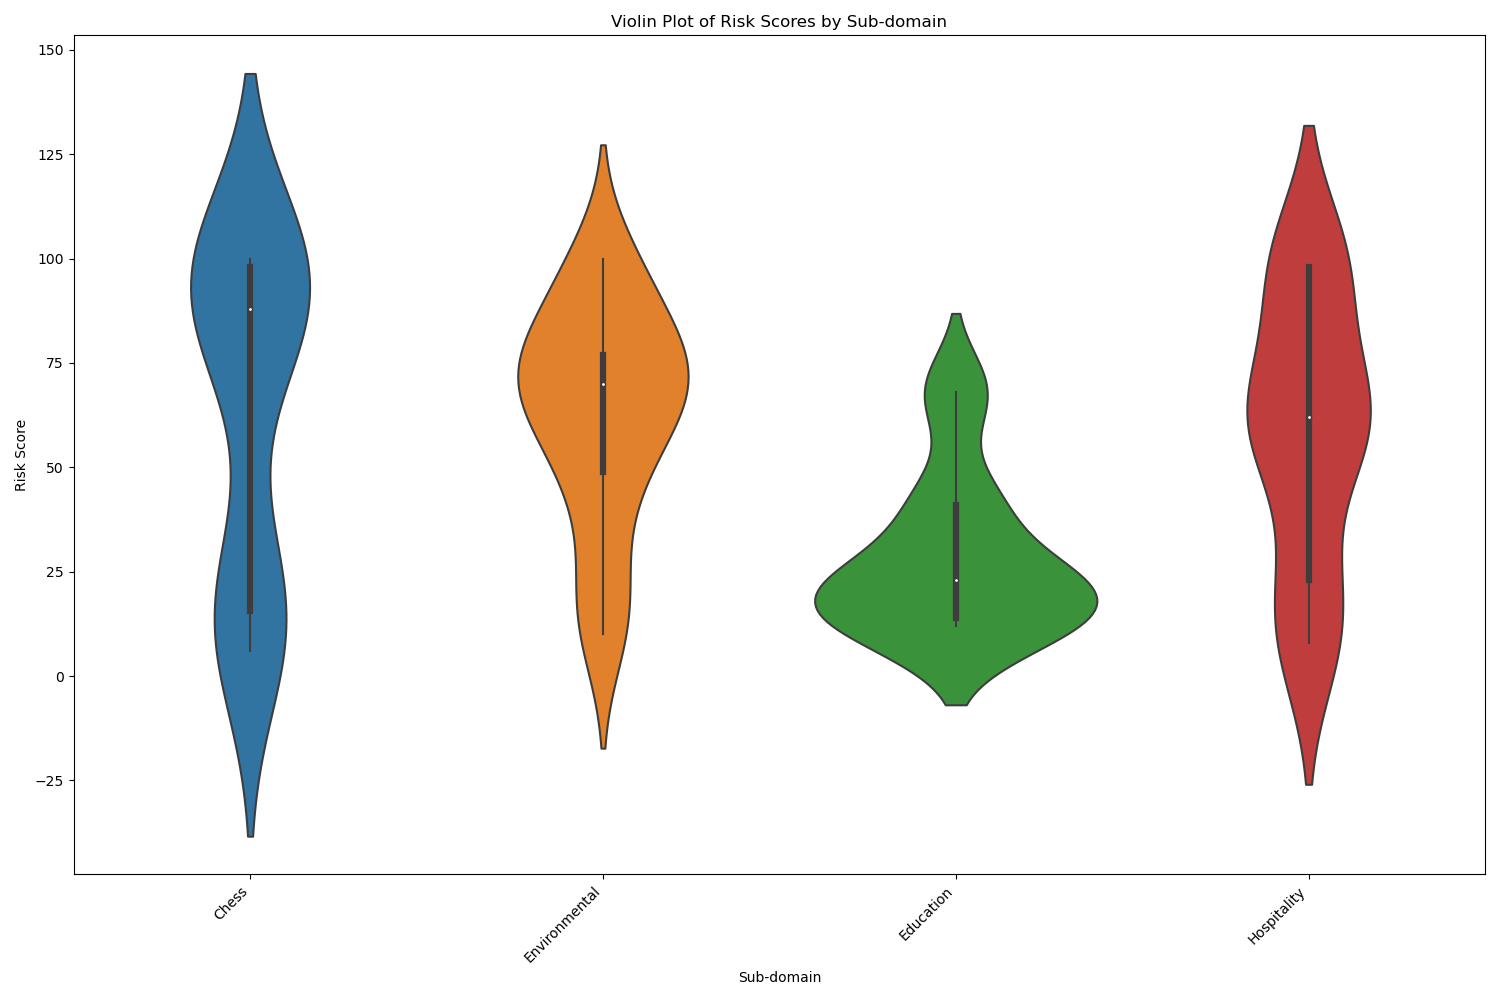 Violin Plot of Risk Scores by Sub-domain
150
125
100
75
50
25
0
−25
Risk Score
Chess
Environmental
Education
Hospitality
Sub-domain